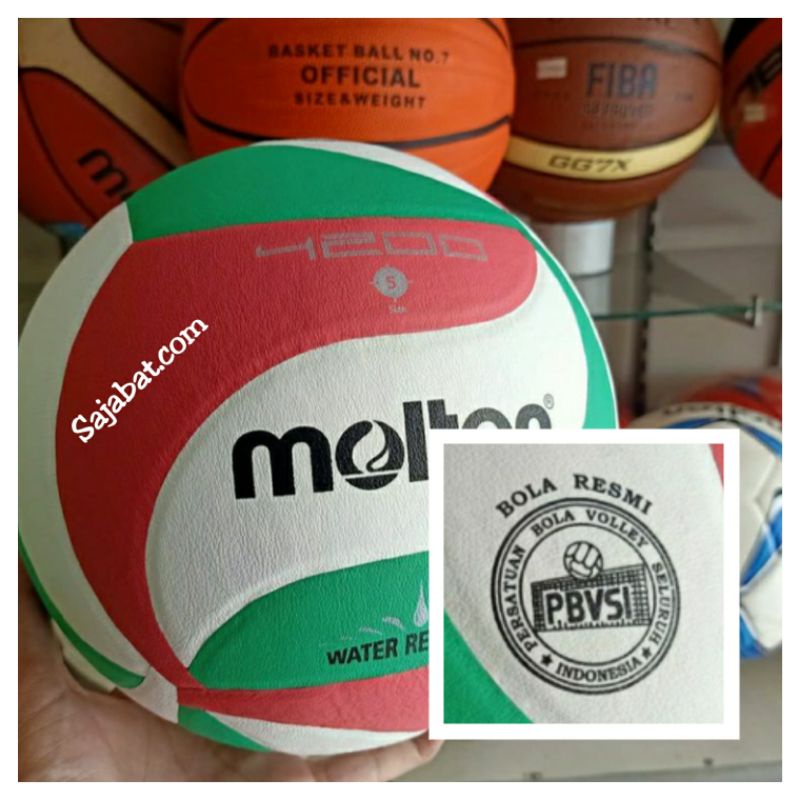 BASKET BALL NO.7
OFFICIAL
SIZE&WEIGHT
FIBA
GG7X
4200
5
Size
Sajabat.com
molten®
WATER RE
BOLA RESMI
PERSATUAN BOLA VOLLEY SELURUH
PBVSI
★ INDONESIA ★